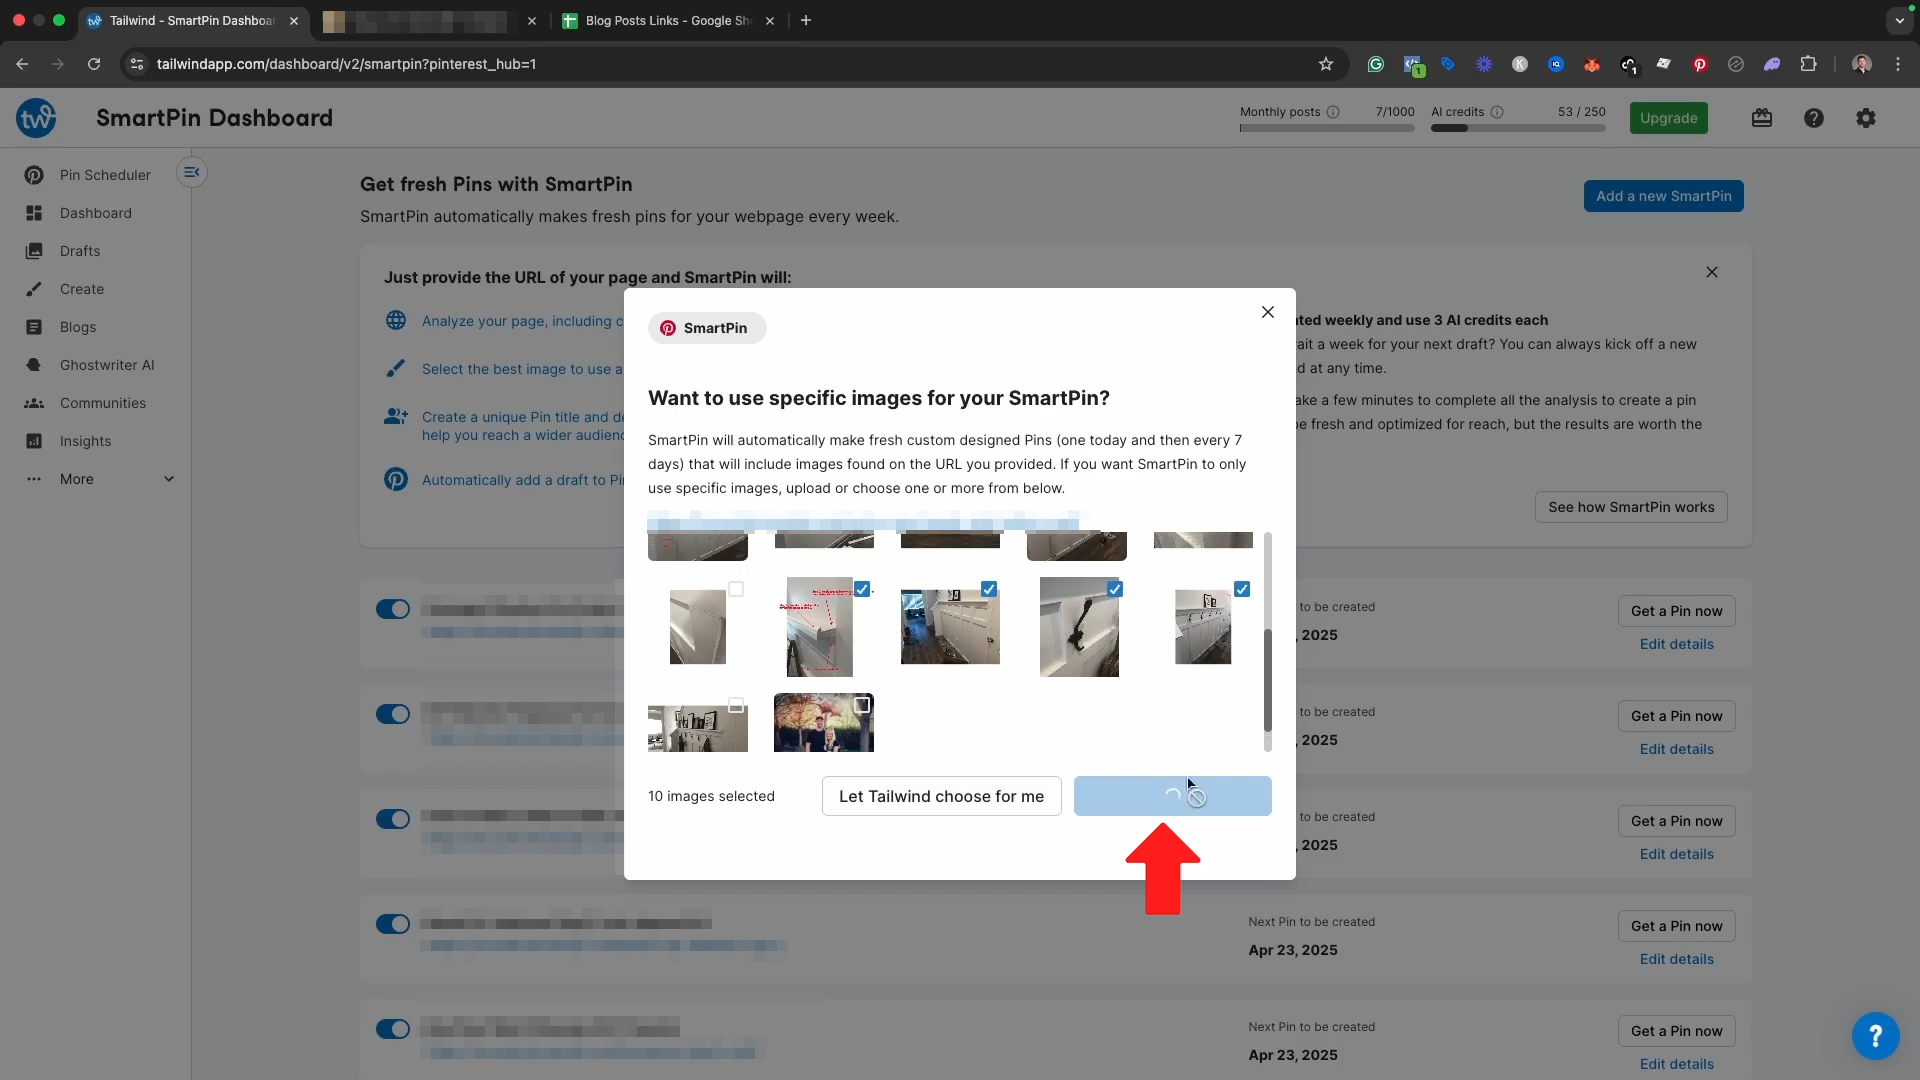 Tailwind - SmartPin Dashboa
Blog Posts Links - Google Sh
tailwindapp.com/dashboard/v2/smartpin?pinterest_hub=1
SmartPin Dashboard
Monthly posts
7/1000
AI credits
53 / 250
Upgrade
Pin Scheduler
Dashboard
Drafts
Create
Blogs
Ghostwriter AI
Communities
Insights
More
Get fresh Pins with SmartPin
SmartPin automatically makes fresh pins for your webpage every week.
Add a new SmartPin
Just provide the URL of your page and SmartPin will:
Analyze your page, including c
Select the best image to use a
Create a unique Pin title and de
help you reach a wider audien
Automatically add a draft to Pi
ted weekly and use 3 AI credits each
ait a week for your next draft? You can always kick off a new
d at any time.
ake a few minutes to complete all the analysis to create a pin
be fresh and optimized for reach, but the results are worth the
See how SmartPin works
SmartPin
Want to use specific images for your SmartPin?
SmartPin will automatically make fresh custom designed Pins (one today and then every 7
days) that will include images found on the URL you provided. If you want SmartPin to only
use specific images, upload or choose one or more from below.
10 images selected
Let Tailwind choose for me
to be created
, 2025
Get a Pin now
Edit details
to be created
, 2025
Get a Pin now
Edit details
to be created
, 2025
Get a Pin now
Edit details
Next Pin to be created
Apr 23, 2025
Get a Pin now
Edit details
Next Pin to be created
Apr 23, 2025
Get a Pin now
Edit details